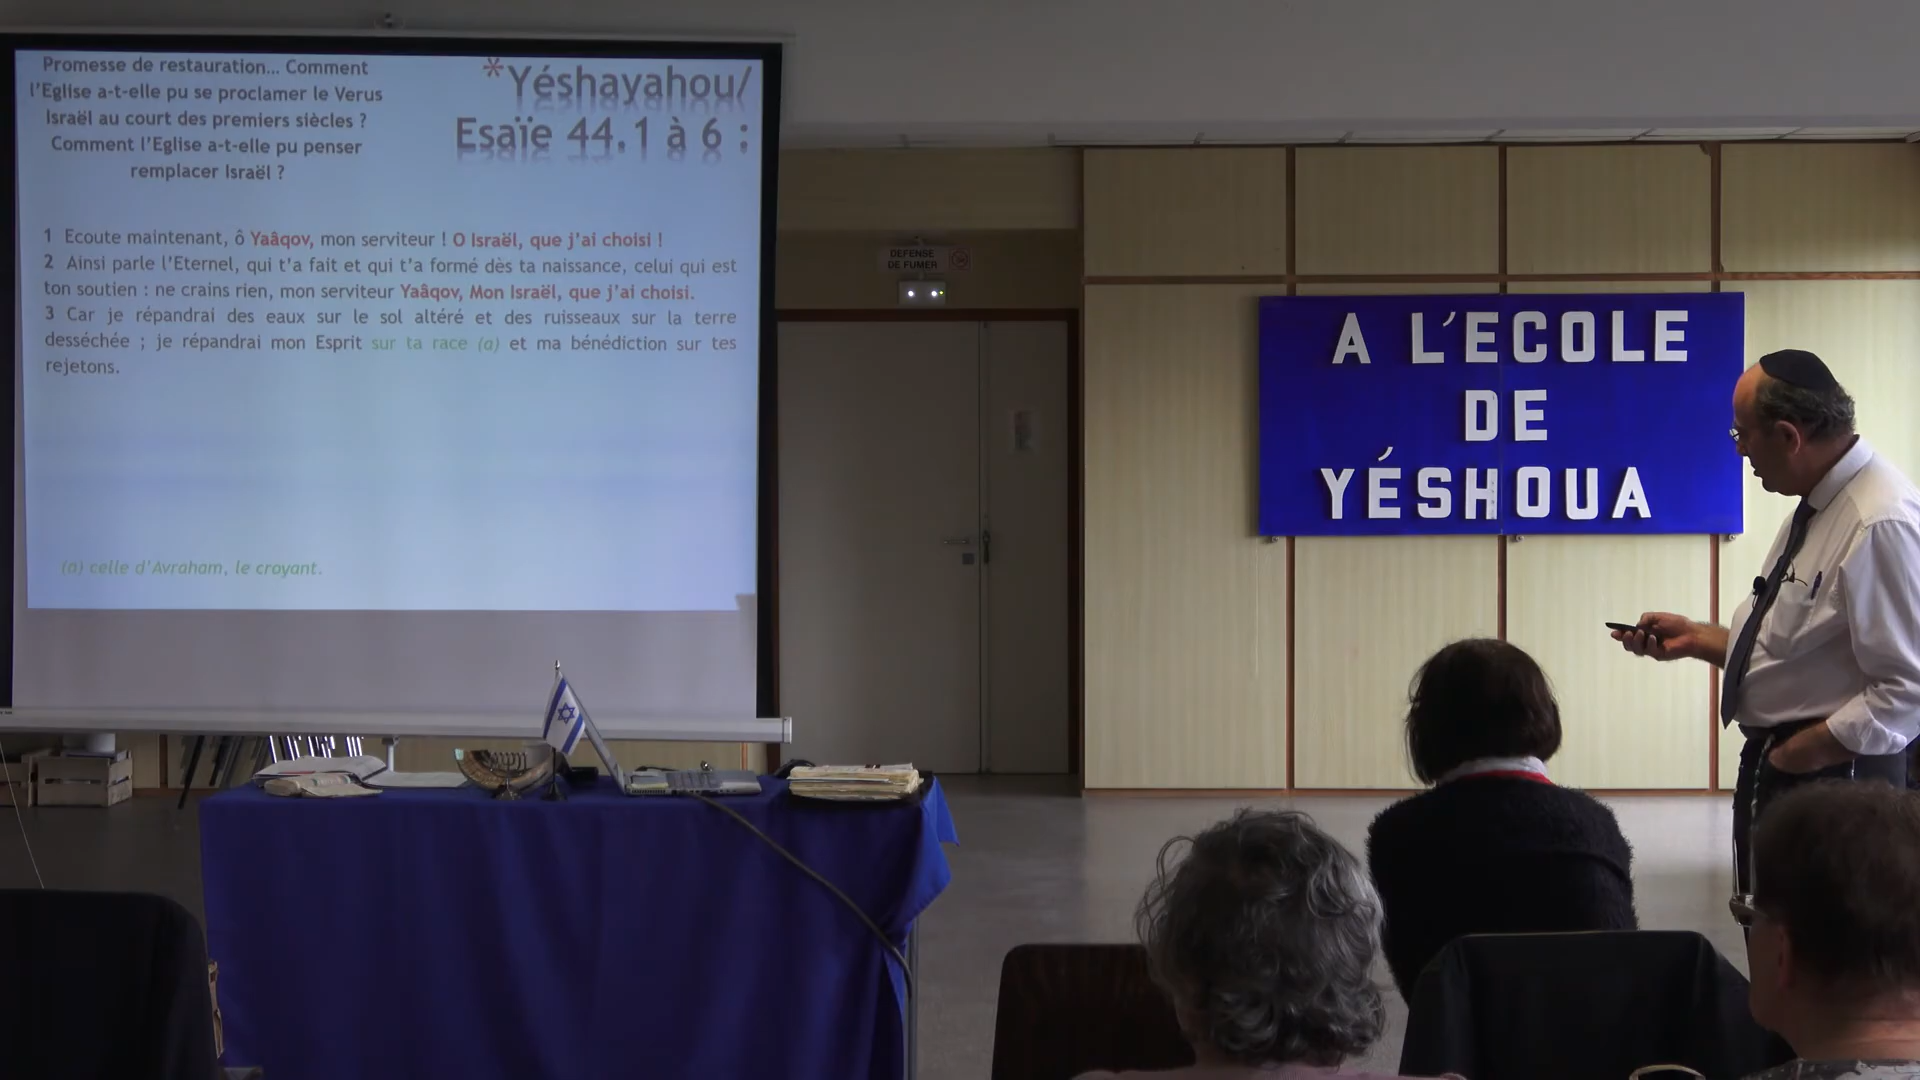 Promesse de restauration... Comment
l'Eglise a-t-elle pu se proclamer le Verus
Israël au court des premiers siècles ?
Comment l'Eglise a-t-elle pu penser
remplacer Israël ?
*Yéshayahou/
Esaïe 44.1 à 6 :
1 Ecoute maintenant, ô Yaâqov, mon serviteur ! O Israël, que j'ai choisi !
2 Ainsi parle l'Eternel, qui t'a fait et qui t'a formé dès ta naissance, celui qui est
ton soutien : ne crains rien, mon serviteur Yaâqov, Mon Israël, que j'ai choisi.
3 Car je répandrai des eaux sur le sol altéré et des ruisseaux sur la terre
desséchée ; je répandrai mon Esprit sur ta race (a) et ma bénédiction sur tes
rejetons.
(a) celle d'Avraham, le croyant.
DEFENSE
DE FUMER
A L'ECOLE
DE
YÉSHOUA